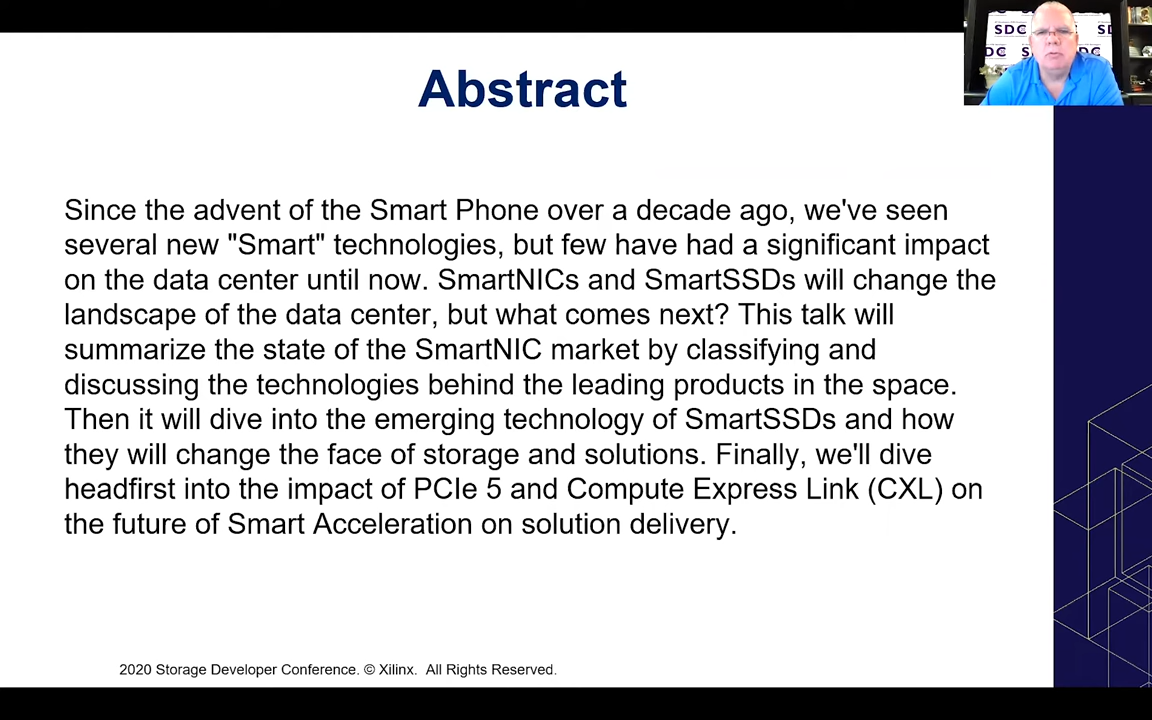 SDC
SD
DC
S
DC
Abstract
Since the advent of the Smart Phone over a decade ago, we've seen
several new "Smart" technologies, but few have had a significant impact
on the data center until now. SmartNICs and SmartSSDs will change the
landscape of the data center, but what comes next? This talk will
summarize the state of the SmartNIC market by classifying and
discussing the technologies behind the leading products in the space.
Then it will dive into the emerging technology of SmartSSDs and how
they will change the face of storage and solutions. Finally, we'll dive
headfirst into the impact of PCIe 5 and Compute Express Link (CXL) on
the future of Smart Acceleration on solution delivery.
2020 Storage Developer Conference. © Xilinx. All Rights Reserved.